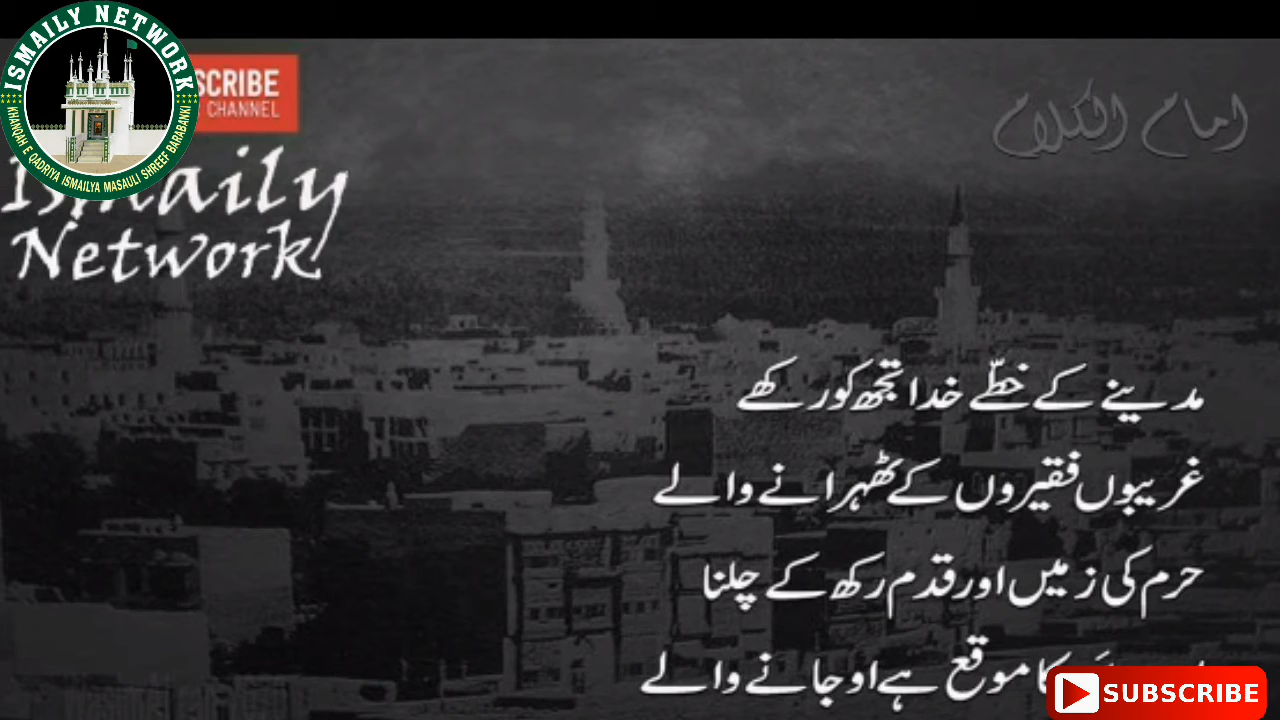 ISMAILY NETWORK
KHANQAH E QADRIYA ISMAILYA MASAULI SHREEF BARABANKI
SCRIBE
CHANNEL
Ismaily
Network
امام الکلام
مدینے کے خطّے خدا تجھ کو رکھے
غریبوں فقیروں کے ٹھہرانے والے
حرم کی زمیں اور قدم رکھ کے چلنا
کا موقع ہے او جانے والے
SUBSCRIBE